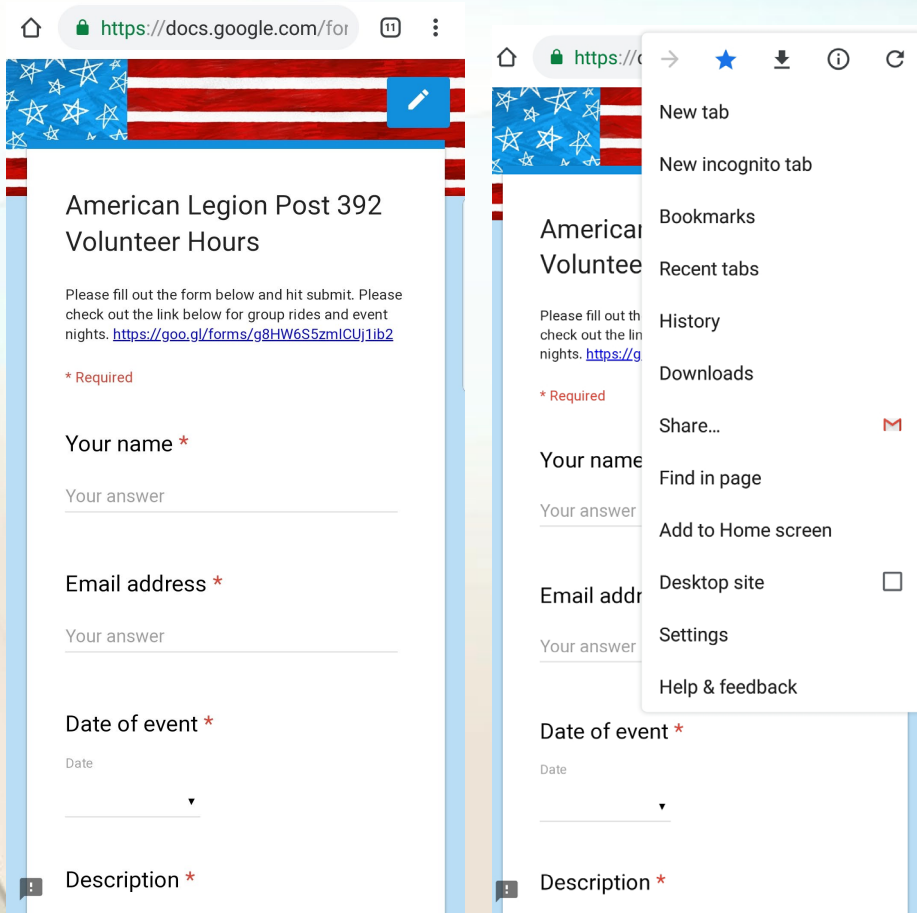 https://docs.google.com/for
11
American Legion Post 392
Volunteer Hours
Please fill out the form below and hit submit. Please
check out the link below for group rides and event
nights. https://goo.gl/forms/g8HW6S5zmICUj1ib2
* Required
Your name *
Your answer
Email address *
Your answer
Date of event *
Date
Description *
https://d
America
Voluntee
Please fill out th
check out the lin
nights. https://g
* Required
Your name
Your answer
Email addr
Your answer
Date of event *
Date
Description *
New tab
New incognito tab
Bookmarks
Recent tabs
History
Downloads
Share...
Find in page
Add to Home screen
Desktop site
Settings
Help & feedback